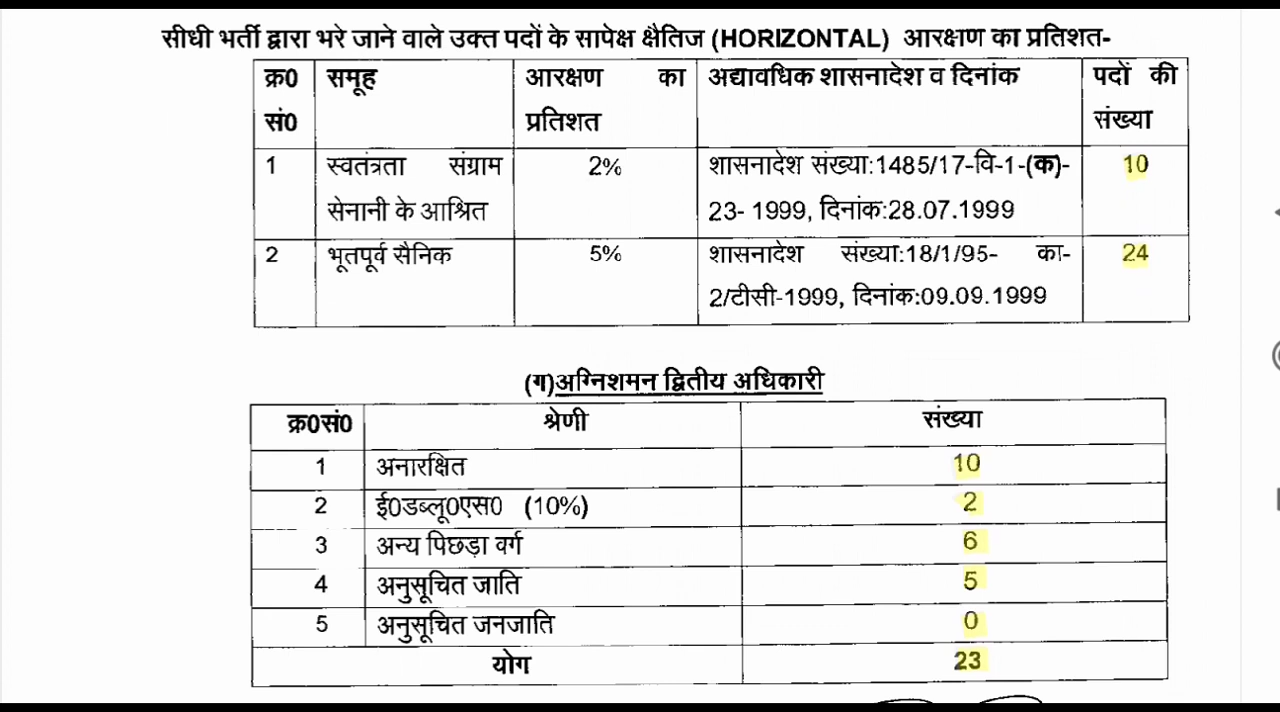 सीधी भर्ती द्वारा भरे जाने वाले उक्त पदों के सापेक्ष क्षैतिज (HORIZONTAL) आरक्षण का प्रतिशत-
क्र0 समूह आरक्षण का अद्यावधिक शासनादेश व दिनांक पदों की
सं0 प्रतिशत संख्या
1 स्वतंत्रता संग्राम 2% शासनादेश संख्या:1485/17-वि-1-(क)- 10
सेनानी के आश्रित 23- 1999, दिनांक:28.07.1999
2 भूतपूर्व सैनिक 5% शासनादेश संख्या:18/1/95- का- 24
2/टीसी-1999, दिनांक:09.09.1999
(ग)अग्निशमन द्वितीय अधिकारी
क्र0सं0 श्रेणी संख्या
1 अनारक्षित 10
2 ई0डब्लू0एस0 (10%) 2
3 अन्य पिछड़ा वर्ग 6
4 अनुसूचित जाति 5
5 अनुसूचित जनजाति 0
योग 23